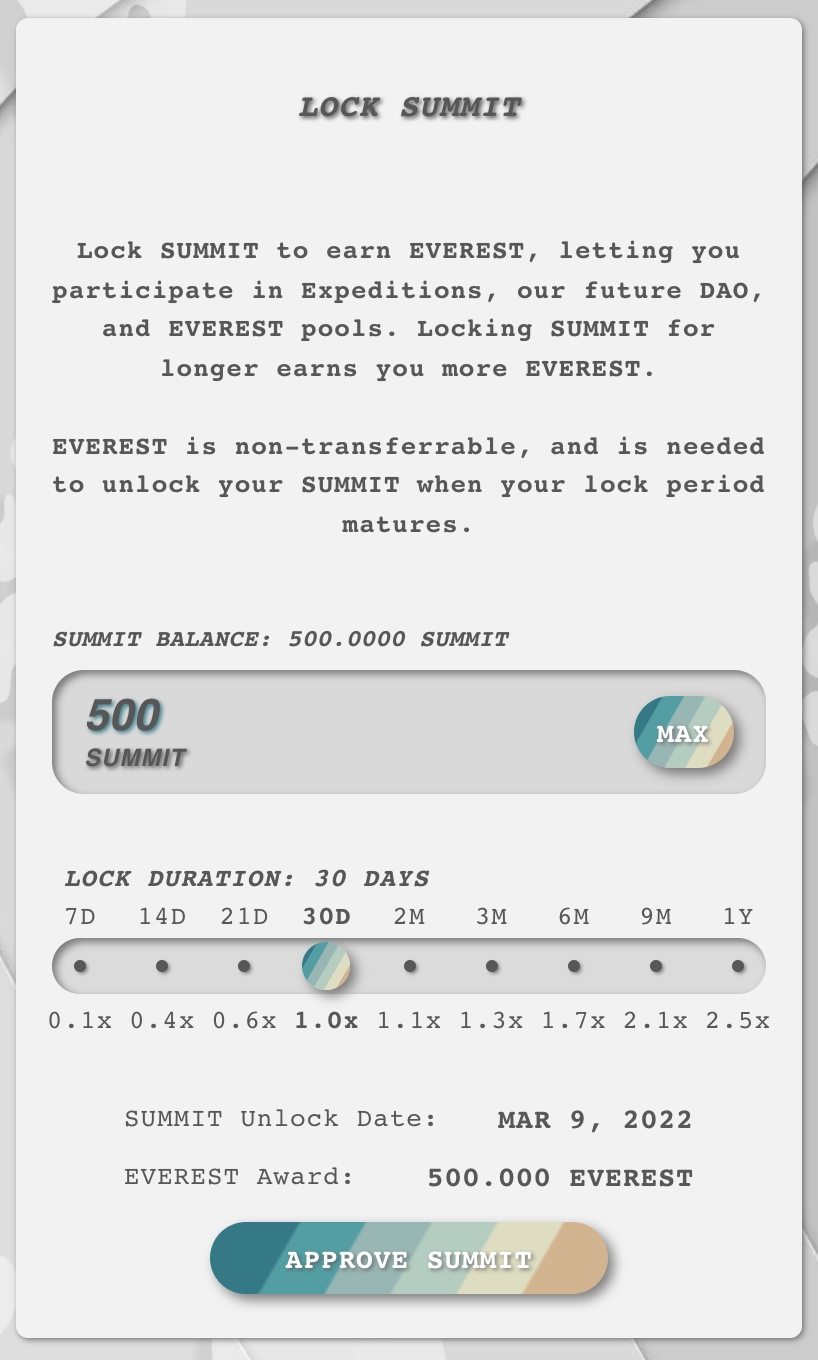 LOCK SUMMIT
Lock SUMMIT to earn EVEREST, letting you
participate in Expeditions, our future DAO,
and EVEREST pools. Locking SUMMIT for
longer earns you more EVEREST.
EVEREST is non-transferrable, and is needed
to unlock your SUMMIT when your lock period
matures.
SUMMIT BALANCE: 500.0000 SUMMIT
500
SUMMIT
MAX
LOCK DURATION: 30 DAYS
7D 14D 21D 30D 2M 3M 6M 9M 1Y
0.1x 0.4x 0.6x 1.0x 1.1x 1.3x 1.7x 2.1x 2.5x
SUMMIT Unlock Date: MAR 9, 2022
EVEREST Award: 500.000 EVEREST
APPROVE SUMMIT